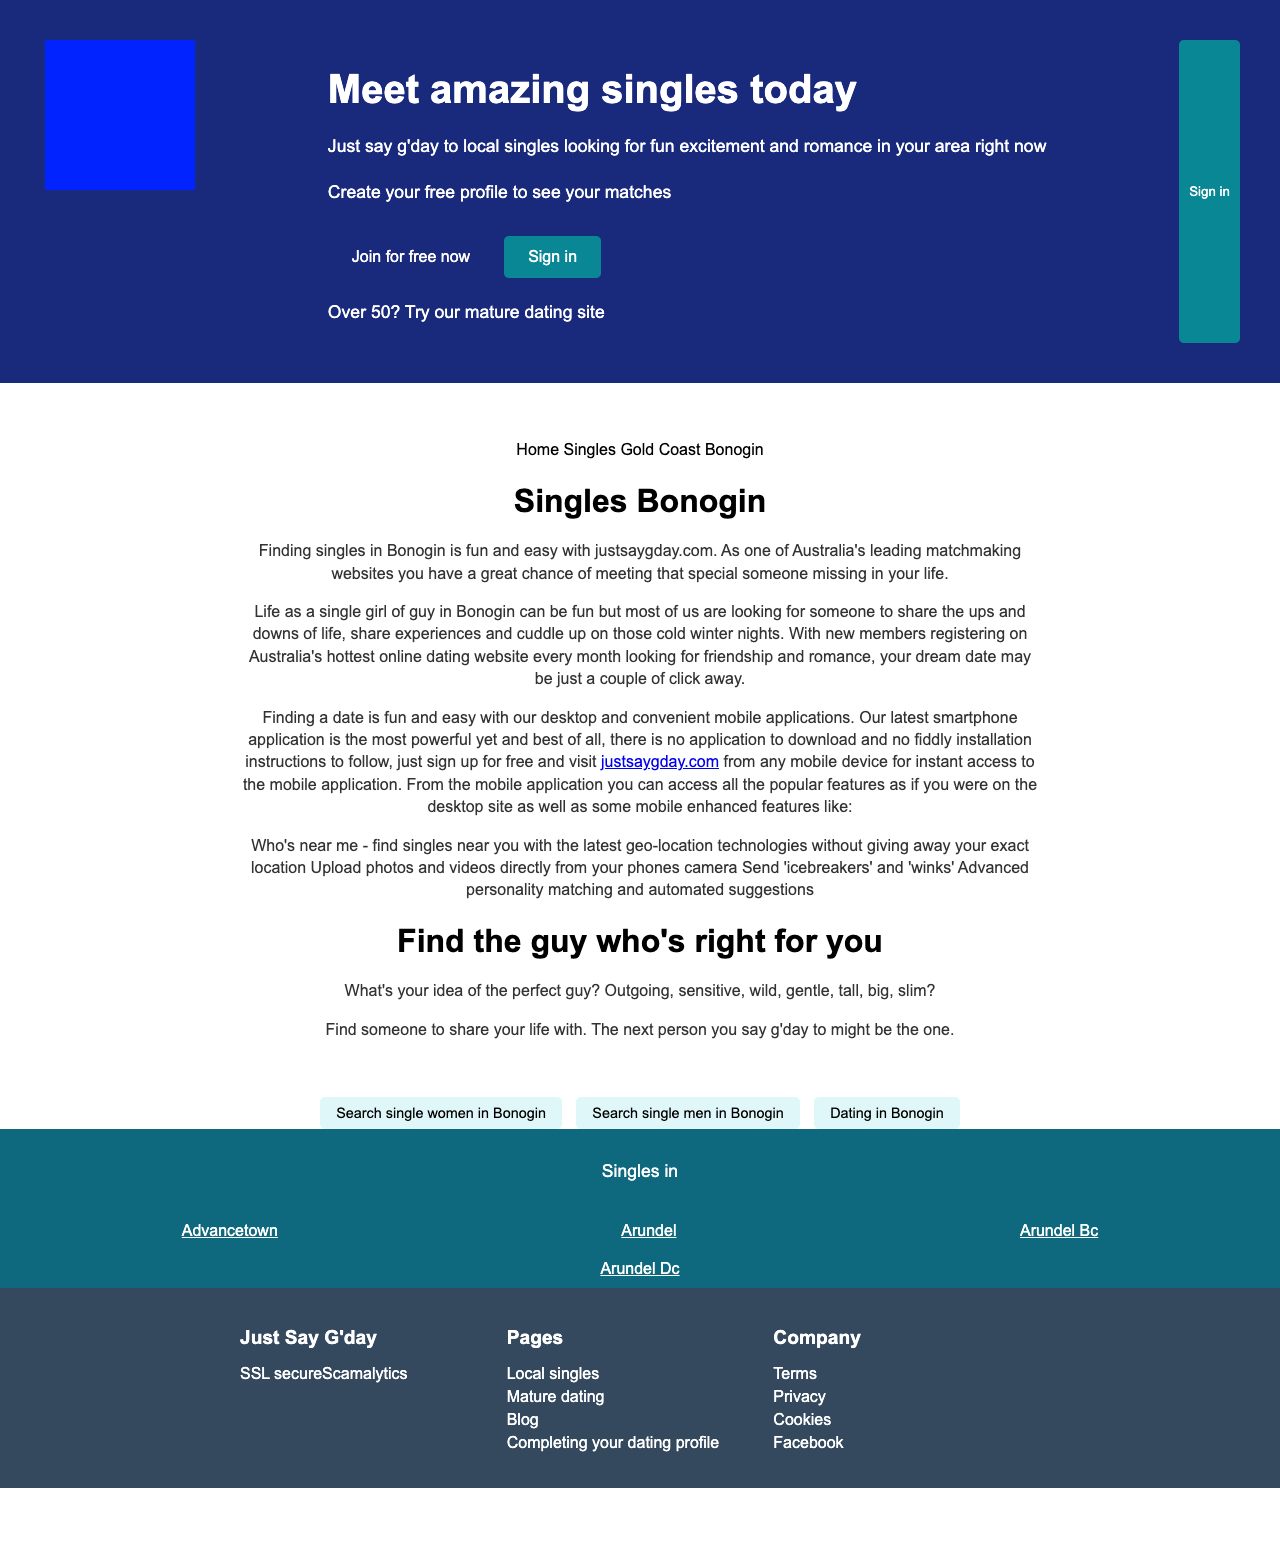 Meet amazing singles today
Just say g'day to local singles looking for fun excitement and romance in your area right now
Create your free profile to see your matches
Join for free now
Sign in
Over 50? Try our mature dating site
Sign in
Home Singles Gold Coast Bonogin
Singles Bonogin
Finding singles in Bonogin is fun and easy with justsaygday.com. As one of Australia's leading matchmaking
websites you have a great chance of meeting that special someone missing in your life.
Life as a single girl of guy in Bonogin can be fun but most of us are looking for someone to share the ups and
downs of life, share experiences and cuddle up on those cold winter nights. With new members registering on
Australia's hottest online dating website every month looking for friendship and romance, your dream date may
be just a couple of click away.
Finding a date is fun and easy with our desktop and convenient mobile applications. Our latest smartphone
application is the most powerful yet and best of all, there is no application to download and no fiddly installation
instructions to follow, just sign up for free and visit justsaygday.com from any mobile device for instant access to
the mobile application. From the mobile application you can access all the popular features as if you were on the
desktop site as well as some mobile enhanced features like:
Who's near me - find singles near you with the latest geo-location technologies without giving away your exact
location Upload photos and videos directly from your phones camera Send 'icebreakers' and 'winks' Advanced
personality matching and automated suggestions
Find the guy who's right for you
What's your idea of the perfect guy? Outgoing, sensitive, wild, gentle, tall, big, slim?
Find someone to share your life with. The next person you say g'day to might be the one.
Search single women in Bonogin
Search single men in Bonogin
Dating in Bonogin
Singles in
Advancetown
Arundel
Arundel Bc
Arundel Dc
Just Say G'day
SSL secureScamalytics
Pages
Local singles
Mature dating
Blog
Completing your dating profile
Company
Terms
Privacy
Cookies
Facebook